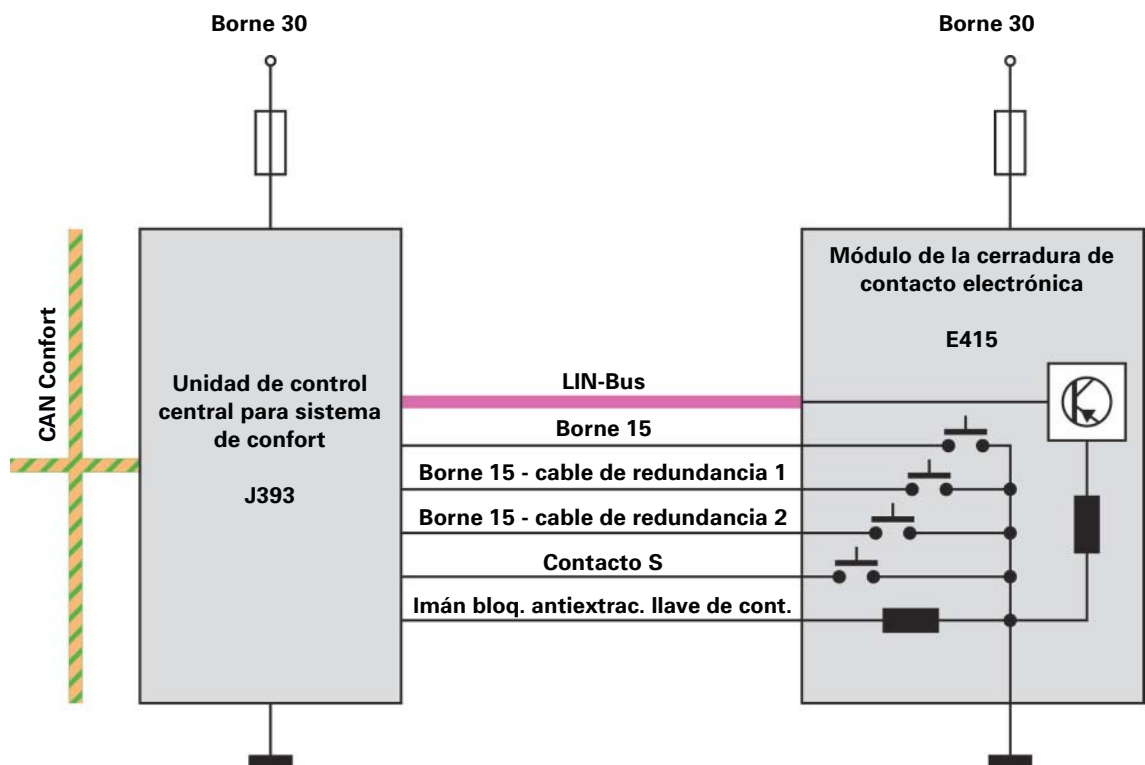 Borne 30
Borne 30
CAN Confort
Unidad de control
central para sistema
de confort
J393
LIN-Bus
Borne 15
Borne 15 - cable de redundancia 1
Borne 15 - cable de redundancia 2
Contacto S
Imán bloq. antiextrac. llave de cont.
Módulo de la cerradura de
contacto electrónica
E415